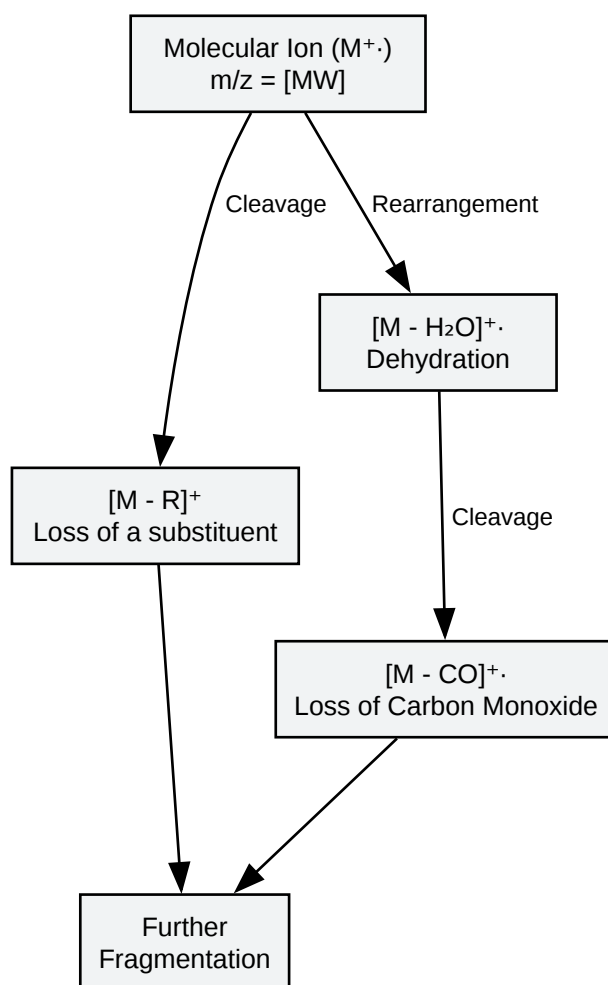 Molecular Ion (M⁺·)
m/z = [MW]
Cleavage
Rearrangement
[M - H₂O]⁺·
Dehydration
[M - R]⁺
Loss of a substituent
Cleavage
[M - CO]⁺·
Loss of Carbon Monoxide
Further
Fragmentation